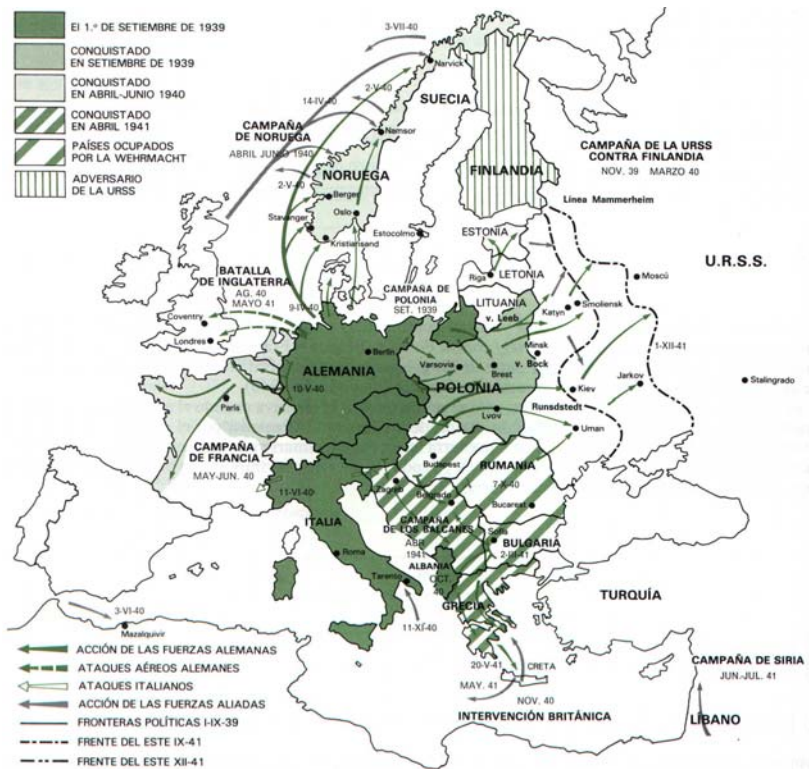 El 1.º DE SETIEMBRE DE 1939
CONQUISTADO
EN SETIEMBRE DE 1939
CONQUISTADO
EN ABRIL-JUNIO 1940
CONQUISTADO
EN ABRIL 1941
PAÍSES OCUPADOS
POR LA WEHRMACHT
ADVERSARIO
DE LA URSS
3-VII-40
Narvick
14-IV-40
2-V-40
SUECIA
CAMPAÑA
DE NORUEGA
ABRIL JUNIO 1940
Namsor
NORUEGA
2-V-40
Berger
Oslo
Stavanger
Kristiansand
Estocolmo
FINLANDIA
CAMPAÑA DE LA URSS
CONTRA FINLANDIA
NOV. 39 MARZO 40
Línea Mammerheim
ESTONIA
Riga
LETONIA
U.R.S.S.
Moscú
BATALLA
DE INGLATERRA
AG. 40
MAYO 41
9-IV-40
CAMPAÑA DE
POLONIA
SET. 1939
LITUANIA
v. Leeb
Katyn
Smoliensk
Coventry
Londres
Berlín
ALEMANIA
Varsovia
Minsk
v. Bock
Brest
1-XII-41
POLONIA
10-V-40
París
Lvov
Runsdstedt
Kiev
Jarkov
Stalingrado
Uman
CAMPAÑA
DE FRANCIA
MAY-JUN. 40
11-VI-40
Budapest
RUMANIA
7-X-40
Zagreb
Belgrado
Bucarest
ITALIA
CAMPAÑA
DE LOS BALCANES
ABR
1941
Sofía
BULGARIA
2-III-41
Roma
ALBANIA
OCT.
40
Tarento
GRECIA
TURQUÍA
3-VI-40
Mazalquivir
11-XI-40
20-V-41
CRETA
MAY. 41
NOV. 40
INTERVENCIÓN BRITÁNICA
CAMPAÑA DE SIRIA
JUN.-JUL. 41
LÍBANO
ACCIÓN DE LAS FUERZAS ALEMANAS
ATAQUES AÉREOS ALEMANES
ATAQUES ITALIANOS
ACCIÓN DE LAS FUERZAS ALIADAS
FRONTERAS POLÍTICAS I-IX-39
FRENTE DEL ESTE IX-41
FRENTE DEL ESTE XII-41